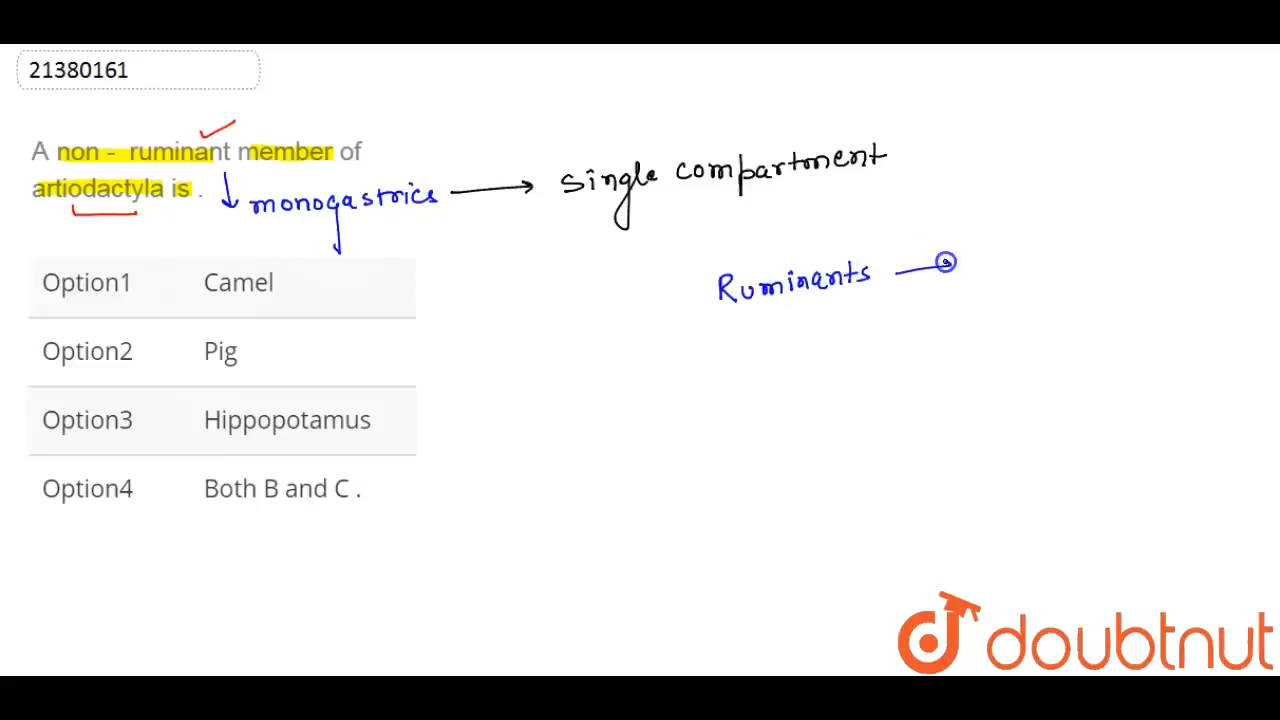 21380161
A non - ruminant member of
artiodactyla is .
monogastrics
Single compartment
Ruminants
Option1 Camel
Option2 Pig
Option3 Hippopotamus
Option4 Both B and C .
doubtnut